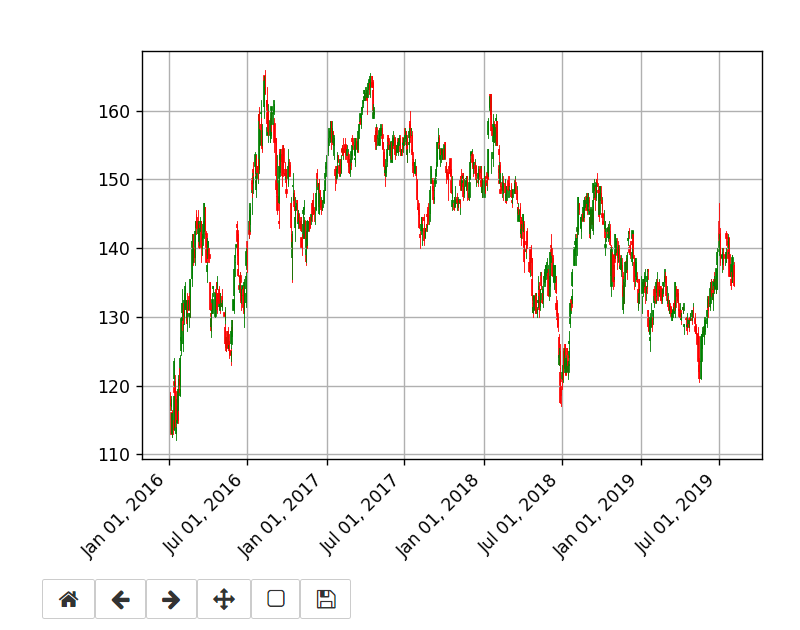 160
150
140
130
120
110
Jan 01, 2016
Jul 01, 2016
Jan 01, 2017
Jul 01, 2017
Jan 01, 2018
Jul 01, 2018
Jan 01, 2019
Jul 01, 2019